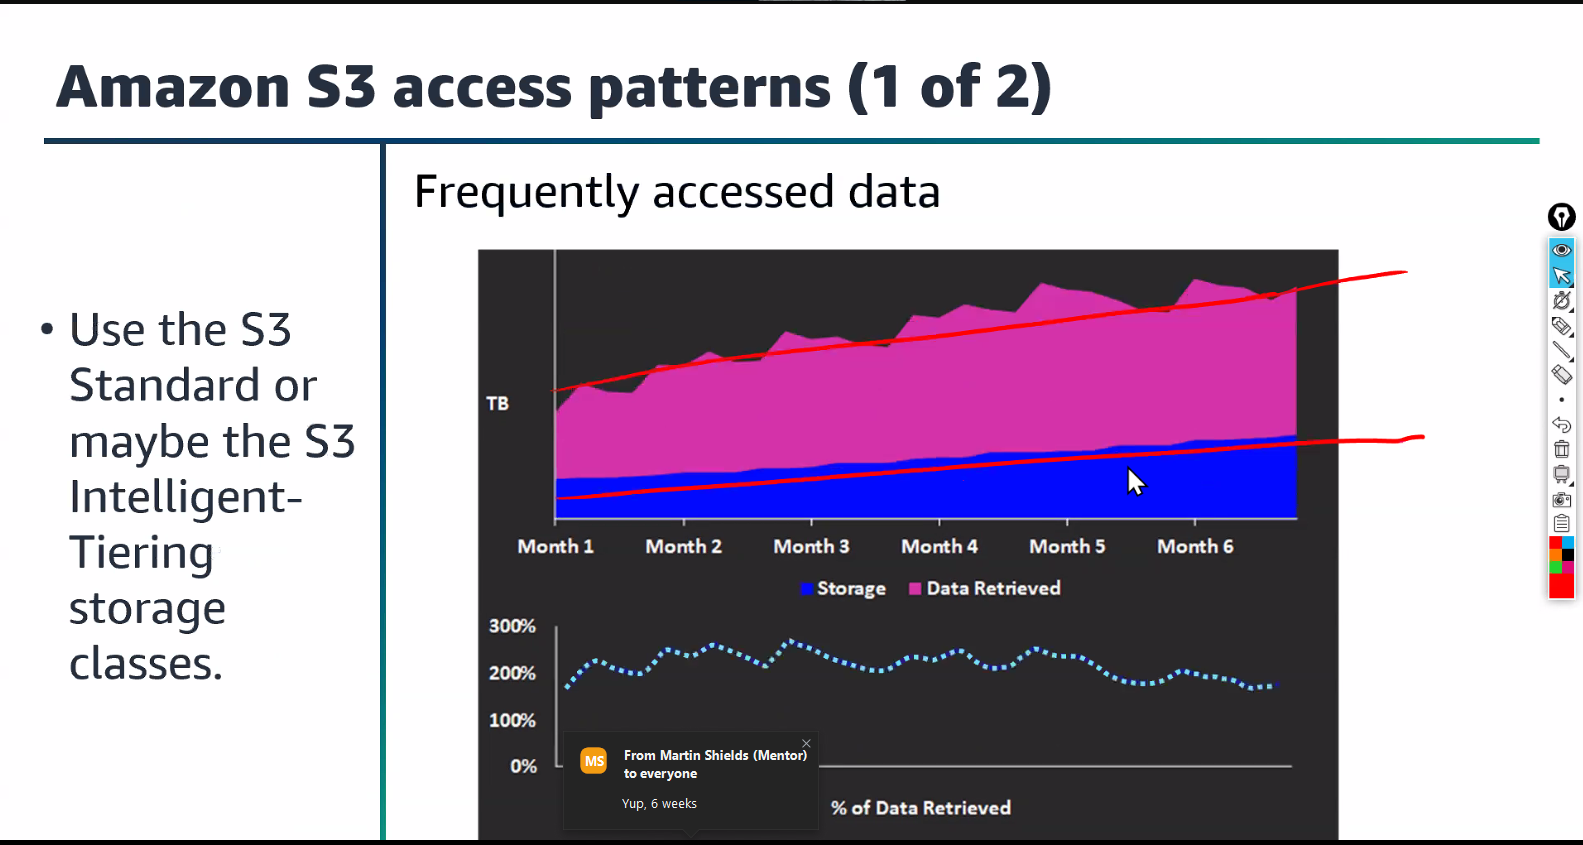 Amazon S3 access patterns (1 of 2)
• Use the S3
Standard or
maybe the S3
Intelligent-
Tiering
storage
classes.
Frequently accessed data
TB
Month 1 Month 2 Month 3 Month 4 Month 5 Month 6
Storage Data Retrieved
300%
200%
100%
0%
MS
From Martin Shields (Mentor)
to everyone
Yup, 6 weeks
% of Data Retrieved